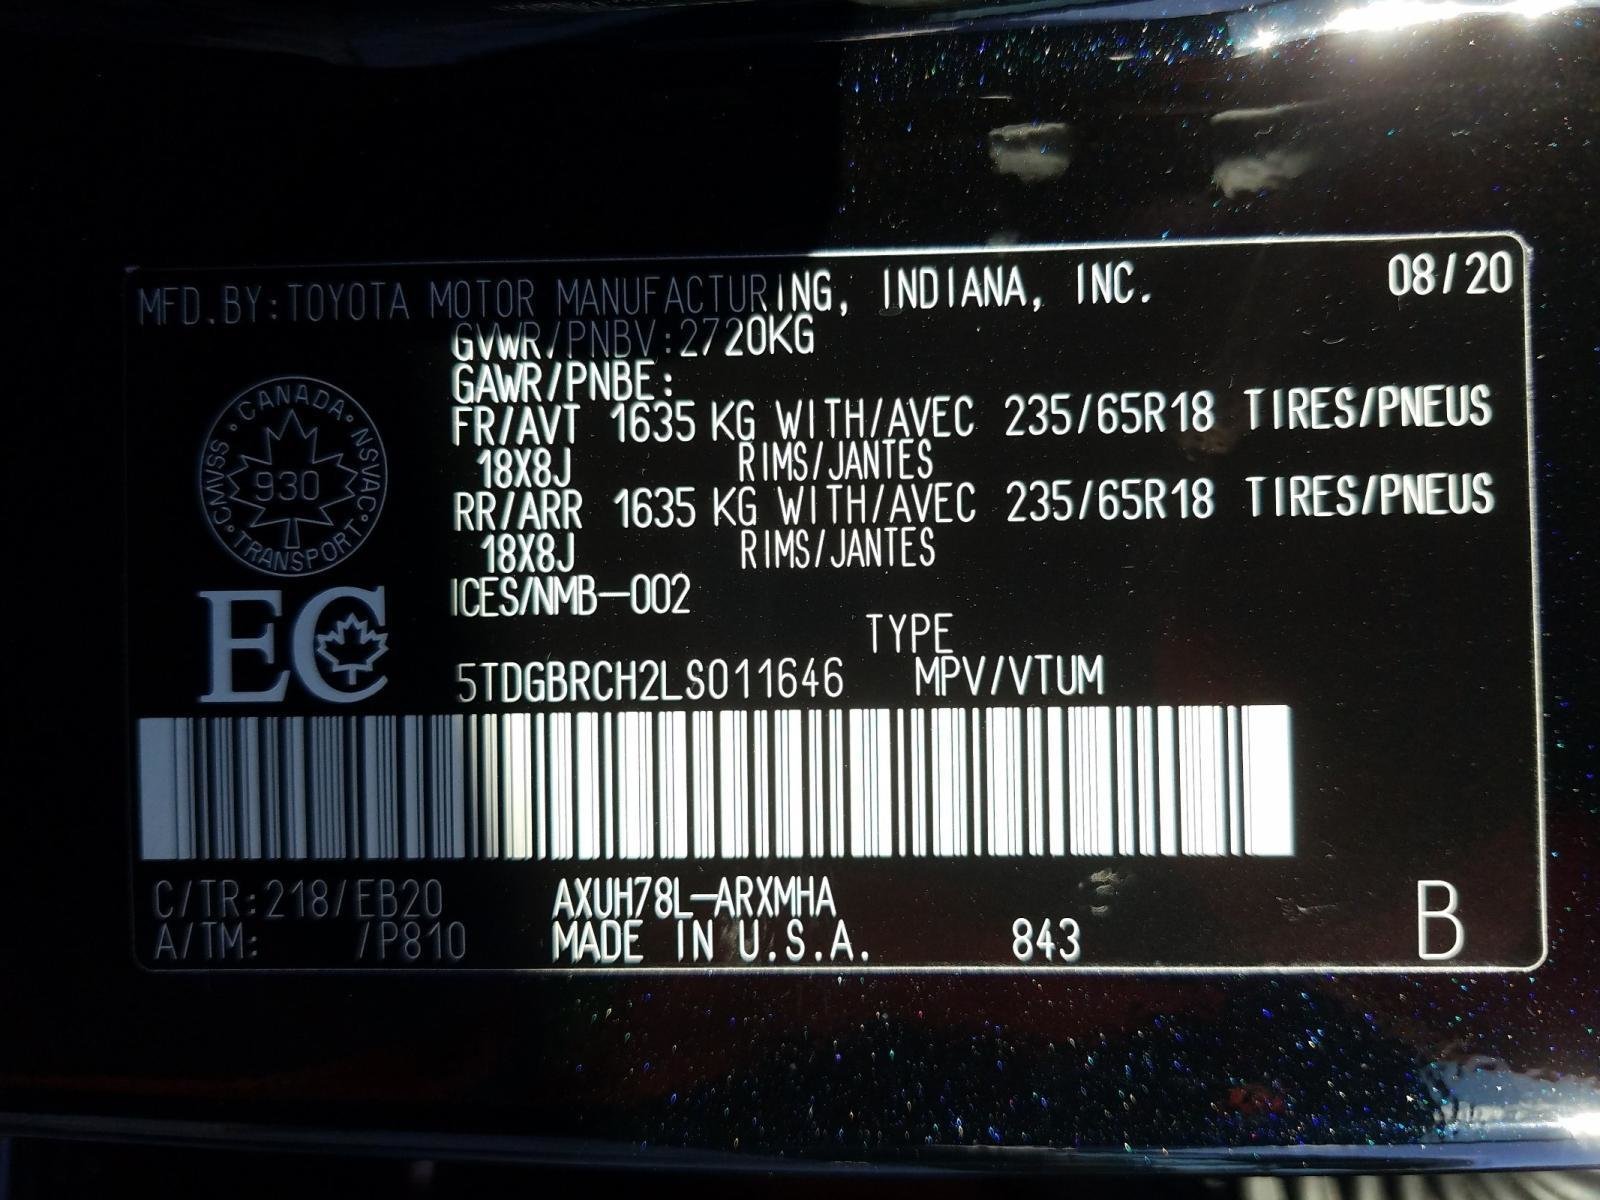 MFD.BY:TOYOTA MOTOR MANUFACTURING, INDIANA, INC. 08/20
GVWR/PNBV:2720KG
GAWR/PNBE:
FR/AVT 1635 KG WITH/AVEC 235/65R18 TIRES/PNEUS
18X8J RIMS/JANTES
RR/ARR 1635 KG WITH/AVEC 235/65R18 TIRES/PNEUS
18X8J RIMS/JANTES
ICES/NMB-002
CANADA · NSVAC · TRANSPORT · CMVSS ·
930
EC
TYPE
5TDGBRCH2LS011646 MPV/VTUM
C/TR:218/EB20 AXUH78L-ARXMHA
A/TM: /P810 MADE IN U.S.A. 843 B